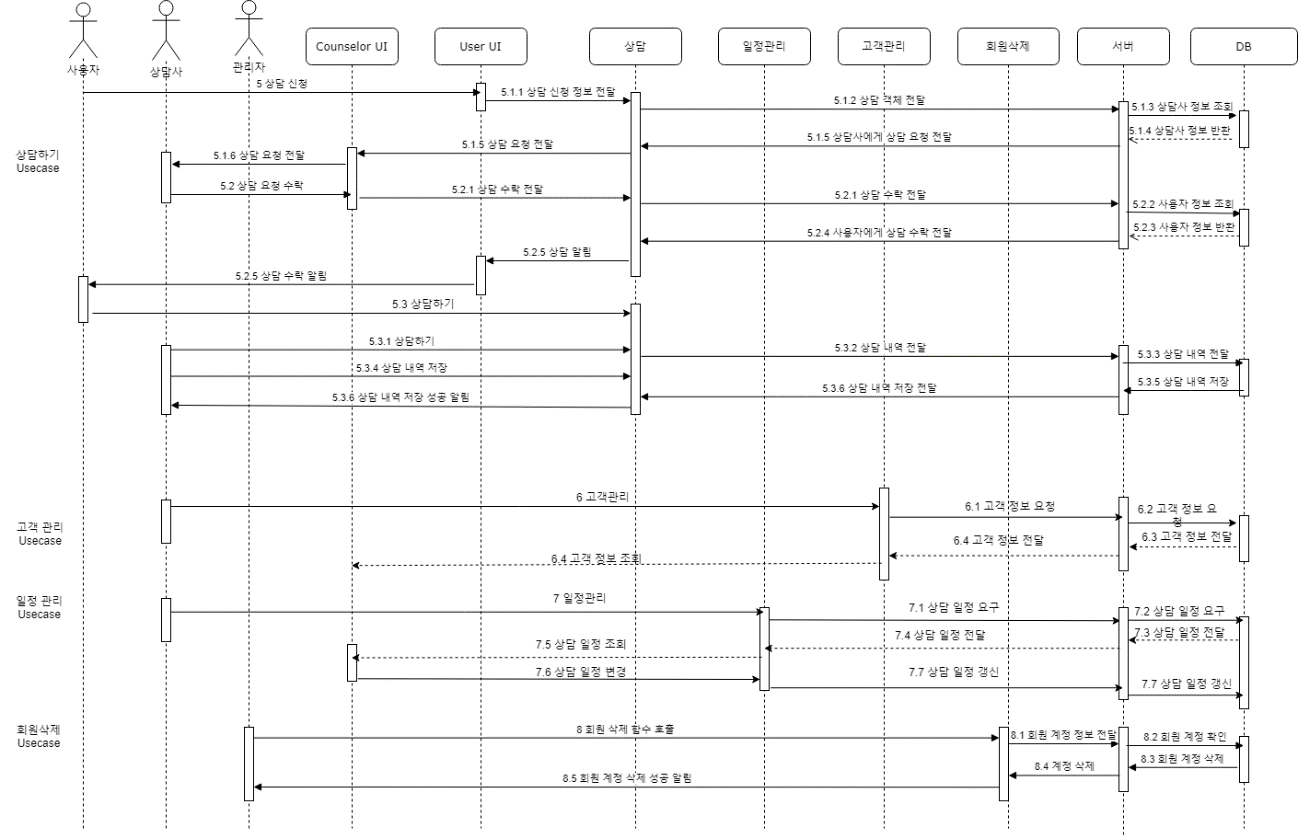 사용자
상담사
관리자
Counselor UI
User UI
상담
일정관리
고객관리
회원삭제
서버
DB
상담하기
Usecase
5 상담 신청
5.1.1 상담 신청 정보 전달
5.1.2 상담 객체 전달
5.1.3 상담사 정보 조회
5.1.4 상담사 정보 반환
5.1.5 상담사에게 상담 요청 전달
5.1.5 상담 요청 전달
5.1.6 상담 요청 전달
5.2 상담 요청 수락
5.2.1 상담 수락 전달
5.2.1 상담 수락 전달
5.2.2 사용자 정보 조회
5.2.3 사용자 정보 반환
5.2.4 사용자에게 상담 수락 전달
5.2.5 상담 알림
5.2.5 상담 수락 알림
5.3 상담하기
5.3.1 상담하기
5.3.2 상담 내역 전달
5.3.3 상담 내역 전달
5.3.4 상담 내역 저장
5.3.5 상담 내역 저장
5.3.6 상담 내역 저장 전달
5.3.6 상담 내역 저장 성공 알림
고객 관리
Usecase
6 고객관리
6.1 고객 정보 요청
6.2 고객 정보 요
청
6.3 고객 정보 전달
6.4 고객 정보 전달
6.4 고객 정보 조회
일정 관리
Usecase
7 일정관리
7.1 상담 일정 요구
7.2 상담 일정 요구
7.3 상담 일정 전달
7.4 상담 일정 전달
7.5 상담 일정 조회
7.6 상담 일정 변경
7.7 상담 일정 갱신
7.7 상담 일정 갱신
회원삭제
Usecase
8 회원 삭제 함수 호출
8.1 회원 계정 정보 전달
8.2 회원 계정 확인
8.3 회원 계정 삭제
8.4 계정 삭제
8.5 회원 계정 삭제 성공 알림